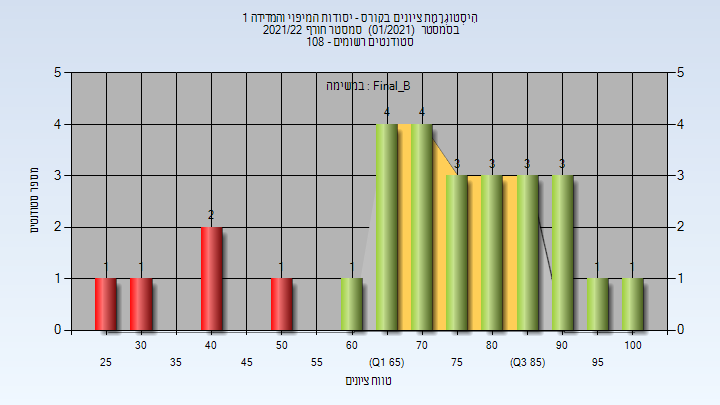 הִיסְטוֹגְרָמַת ציונים בקורס - יסודות המיפוי והמדידה 1
בסמסטר (01/2021) סמסטר חורף 2021/22
סטודנטים רשומים - 108
במשימה : Final_B
מספר סטודנטים
5 5
4 4
3 3
2 2
1 1
0 0
1 1 2 1 1 4 4 3 3 3 3 1 1
30 40 50 60 70 80 90 100
25 35 45 55 (Q1 65) 75 (Q3 85) 95
טווח ציונים